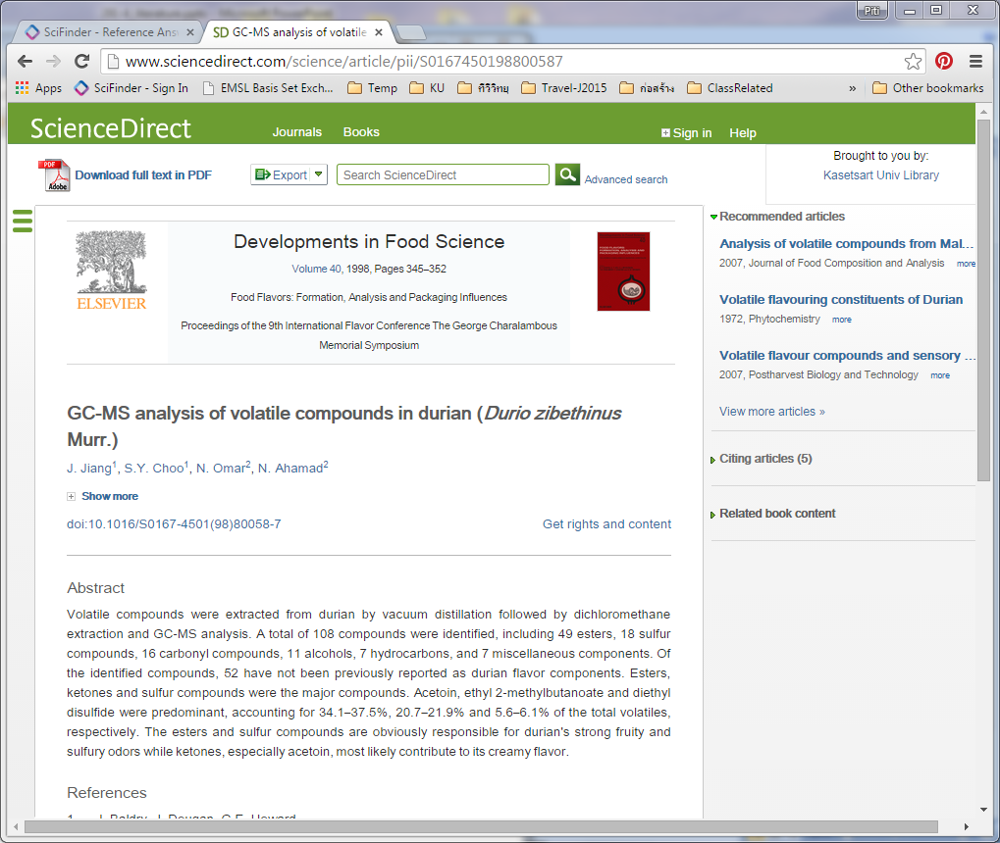 Piti
SciFinder - Reference Ans
SD GC-MS analysis of volatile
www.sciencedirect.com/science/article/pii/S0167450198800587
Apps SciFinder - Sign In EMSL Basis Set Exch... Temp KU กีวิวิทยุ Travel-J2015 ก่อสร้าง ClassRelated » Other bookmarks
ScienceDirect Journals Books Sign in Help
PDF Adobe Download full text in PDF Export Search ScienceDirect Advanced search
Brought to you by:
Kasetsart Univ Library
ELSEVIER
Developments in Food Science
Volume 40, 1998, Pages 345–352
Food Flavors: Formation, Analysis and Packaging Influences
Proceedings of the 9th International Flavor Conference The George Charalambous
Memorial Symposium
GC-MS analysis of volatile compounds in durian (Durio zibethinus
Murr.)
J. Jiang1, S.Y. Choo1, N. Omar2, N. Ahamad2
Show more
doi:10.1016/S0167-4501(98)80058-7 Get rights and content
Abstract
Volatile compounds were extracted from durian by vacuum distillation followed by dichloromethane
extraction and GC-MS analysis. A total of 108 compounds were identified, including 49 esters, 18 sulfur
compounds, 16 carbonyl compounds, 11 alcohols, 7 hydrocarbons, and 7 miscellaneous components. Of
the identified compounds, 52 have not been previously reported as durian flavor components. Esters,
ketones and sulfur compounds were the major compounds. Acetoin, ethyl 2-methylbutanoate and diethyl
disulfide were predominant, accounting for 34.1–37.5%, 20.7–21.9% and 5.6–6.1% of the total volatiles,
respectively. The esters and sulfur compounds are obviously responsible for durian's strong fruity and
sulfury odors while ketones, especially acetoin, most likely contribute to its creamy flavor.
References
Recommended articles
Analysis of volatile compounds from Mal...
2007, Journal of Food Composition and Analysis more
Volatile flavouring constituents of Durian
1972, Phytochemistry more
Volatile flavour compounds and sensory ...
2007, Postharvest Biology and Technology more
View more articles »
Citing articles (5)
Related book content